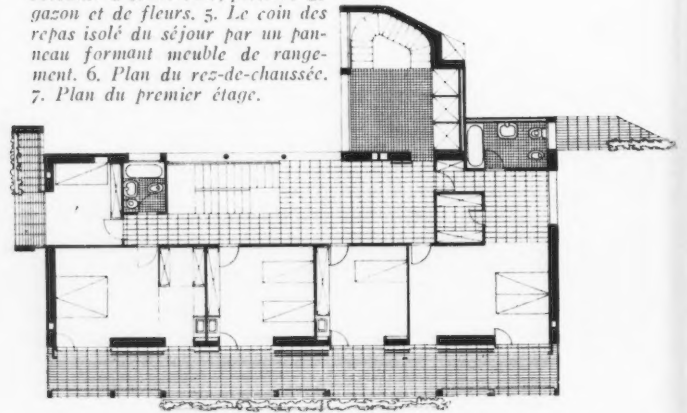 gazon et de fleurs. 5. Le coin des
repas isolé du séjour par un pan-
neau formant meuble de range-
ment. 6. Plan du rez-de-chaussée.
7. Plan du premier étage.